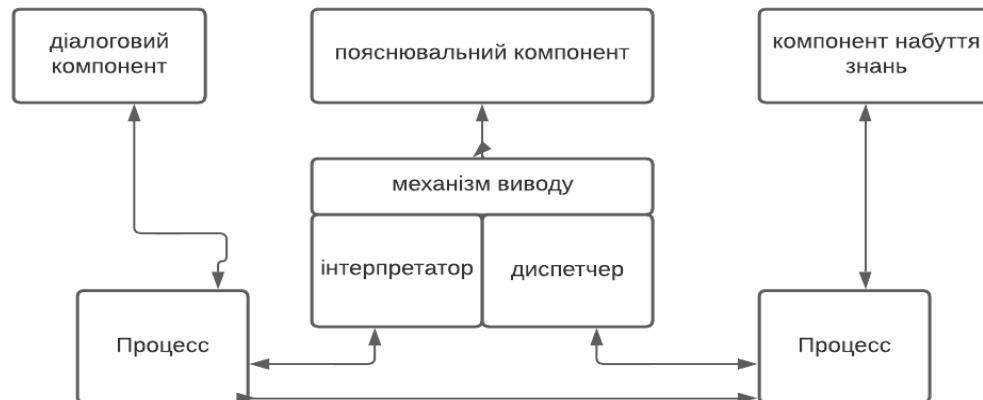 діалоговий
компонент
пояснювальний компонент
компонент набуття
знань
механізм виводу
інтерпретатор
диспетчер
Процесс
Процесс